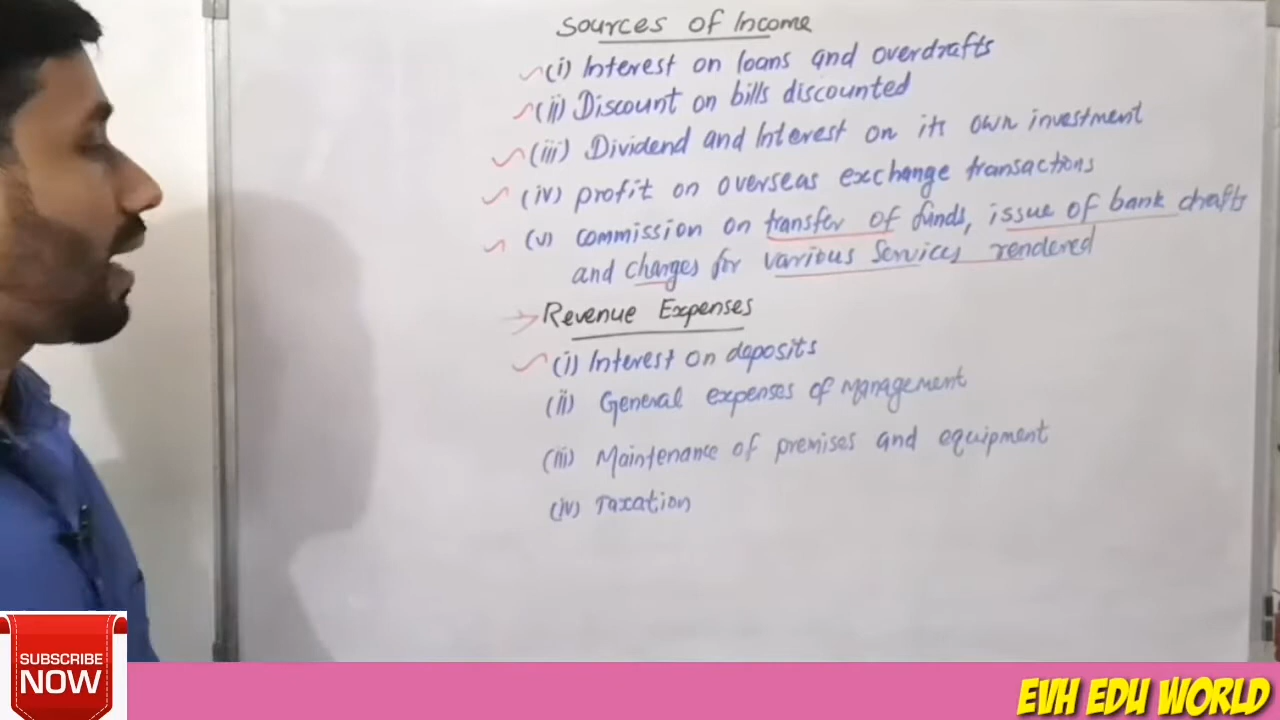 Sources of Income
(i) Interest on loans and overdrafts
(ii) Discount on bills discounted
(iii) Dividend and Interest on its own investment
(iv) profit on overseas exchange transactions
(v) commission on transfer of funds, issue of bank drafts
and charges for various Services rendered
Revenue Expenses
(i) Interest on deposits
(ii) General expenses of Management
(iii) Maintenance of premises and equipment
(iv) Taxation
SUBSCRIBE
NOW
EVH EDU WORLD